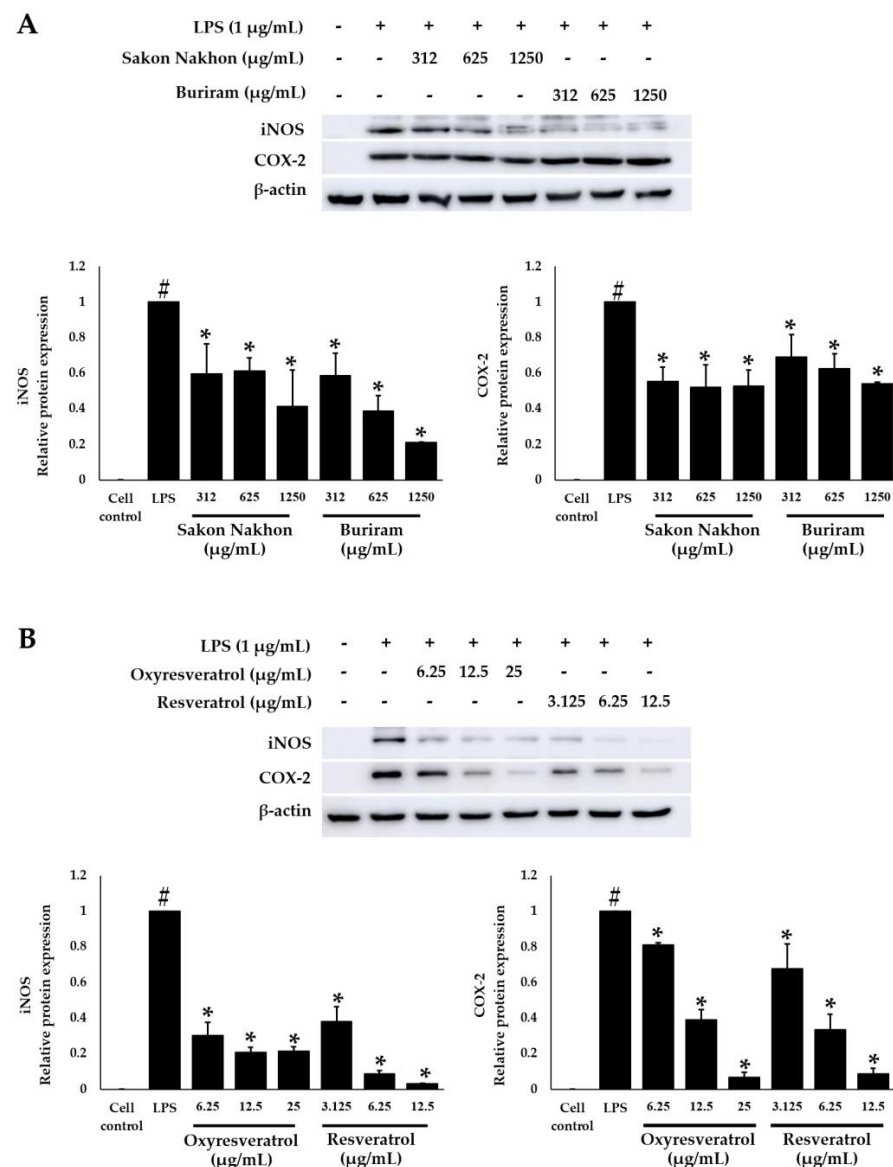 A
LPS (1 µg/mL) - + + + + + + +
Sakon Nakhon (µg/mL) - - 312 625 1250 - - -
Buriram (µg/mL) - - - - - 312 625 1250
iNOS
COX-2
β-actin
iNOS
Relative protein expression
1.2
1
0.8
0.6
0.4
0.2
0
# * * * * * *
Cell control LPS 312 625 1250 312 625 1250
Sakon Nakhon (µg/mL) Buriram (µg/mL)
COX-2
Relative protein expression
1.2
1
0.8
0.6
0.4
0.2
0
# * * * * * *
Cell control LPS 312 625 1250 312 625 1250
Sakon Nakhon (µg/mL) Buriram (µg/mL)
B
LPS (1 µg/mL) - + + + + + + +
Oxyresveratrol (µg/mL) - - 6.25 12.5 25 - - -
Resveratrol (µg/mL) - - - - - 3.125 6.25 12.5
iNOS
COX-2
β-actin
iNOS
Relative protein expression
1.2
1
0.8
0.6
0.4
0.2
0
# * * * * * *
Cell control LPS 6.25 12.5 25 3.125 6.25 12.5
Oxyresveratrol (µg/mL) Resveratrol (µg/mL)
COX-2
Relative protein expression
1.2
1
0.8
0.6
0.4
0.2
0
# * * * * * *
Cell control LPS 6.25 12.5 25 3.125 6.25 12.5
Oxyresveratrol (µg/mL) Resveratrol (µg/mL)